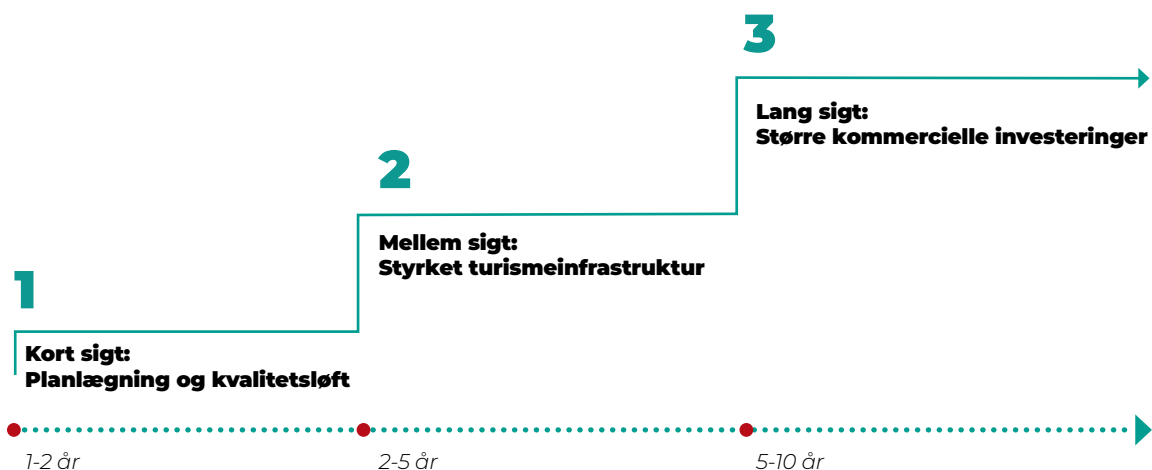 1
Kort sigt:
Planlægning og kvalitetsløft
1-2 år
2
Mellem sigt:
Styrket turismeinfrastruktur
2-5 år
3
Lang sigt:
Større kommercielle investeringer
5-10 år